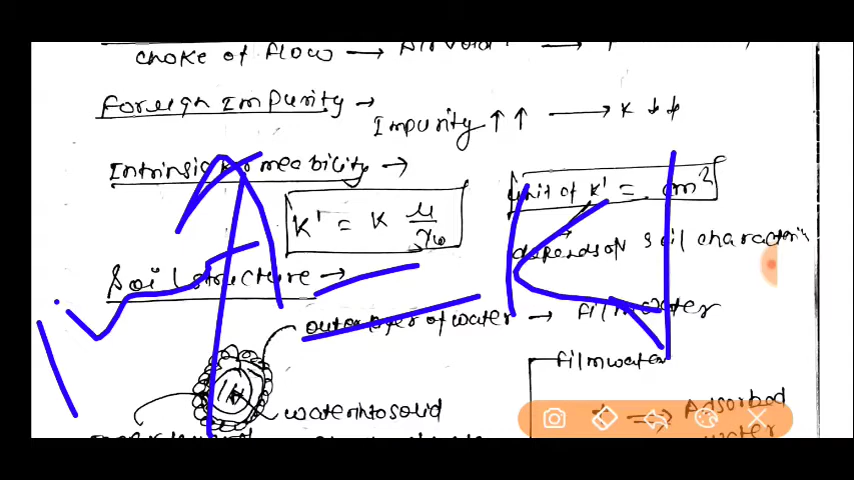 choke of flow →
Foreign Impurity →
Impurity ↑↑ → K ↓↓
Intrinsic Permeability →
K' = K μ/γw
unit of K' = cm²
depends on soil characteristic
Soil structure →
outer layer of water → film water
film water
water into solid
⇒ Adsorbed
water